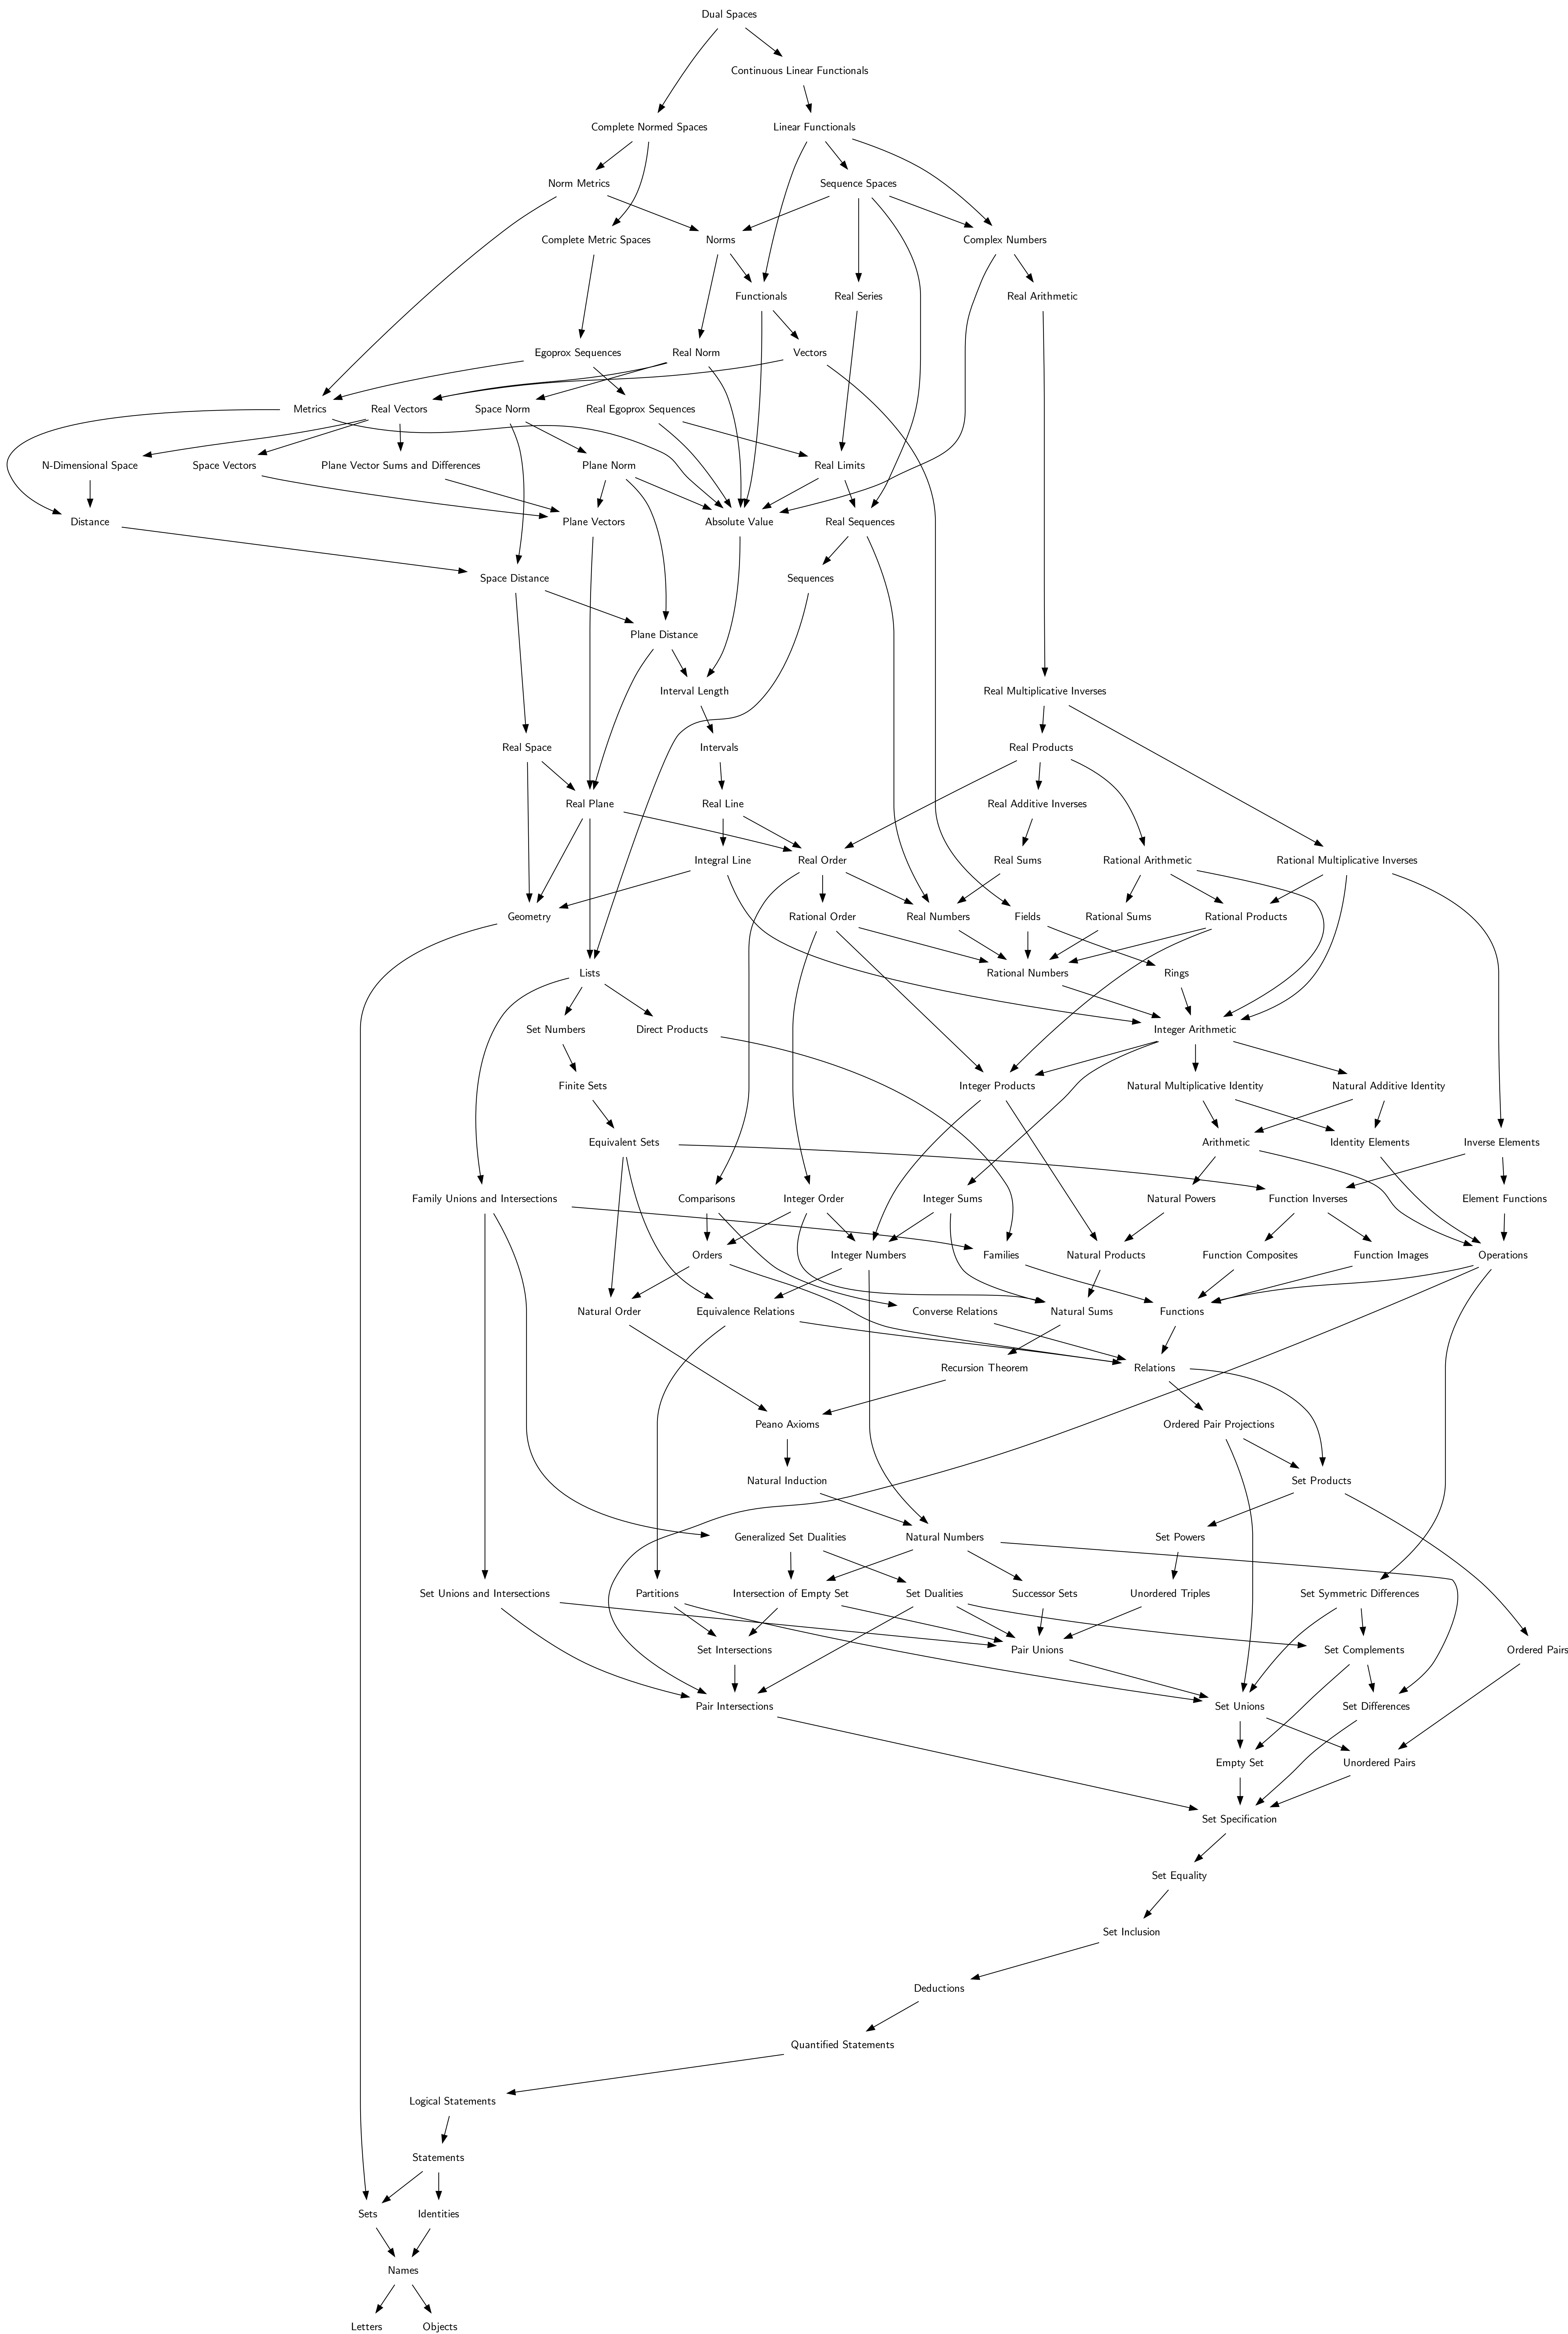 Dual Spaces
Continuous Linear Functionals
Complete Normed Spaces
Linear Functionals
Norm Metrics
Sequence Spaces
Complete Metric Spaces
Norms
Complex Numbers
Functionals
Real Series
Real Arithmetic
Egoprox Sequences
Real Norm
Vectors
Metrics
Real Vectors
Space Norm
Real Egoprox Sequences
N-Dimensional Space
Space Vectors
Plane Vector Sums and Differences
Plane Norm
Real Limits
Distance
Plane Vectors
Absolute Value
Real Sequences
Space Distance
Sequences
Plane Distance
Interval Length
Real Multiplicative Inverses
Real Space
Intervals
Real Products
Real Plane
Real Line
Real Additive Inverses
Integral Line
Real Order
Real Sums
Rational Arithmetic
Rational Multiplicative Inverses
Geometry
Rational Order
Real Numbers
Fields
Rational Sums
Rational Products
Lists
Rational Numbers
Rings
Set Numbers
Direct Products
Integer Arithmetic
Finite Sets
Integer Products
Natural Multiplicative Identity
Natural Additive Identity
Equivalent Sets
Arithmetic
Identity Elements
Inverse Elements
Family Unions and Intersections
Comparisons
Integer Order
Integer Sums
Natural Powers
Function Inverses
Element Functions
Orders
Integer Numbers
Families
Natural Products
Function Composites
Function Images
Operations
Natural Order
Equivalence Relations
Converse Relations
Natural Sums
Functions
Recursion Theorem
Relations
Peano Axioms
Ordered Pair Projections
Natural Induction
Set Products
Generalized Set Dualities
Natural Numbers
Set Powers
Set Unions and Intersections
Partitions
Intersection of Empty Set
Set Dualities
Successor Sets
Unordered Triples
Set Symmetric Differences
Set Intersections
Pair Unions
Set Complements
Ordered Pairs
Pair Intersections
Set Unions
Set Differences
Empty Set
Unordered Pairs
Set Specification
Set Equality
Set Inclusion
Deductions
Quantified Statements
Logical Statements
Statements
Sets
Identities
Names
Letters
Objects